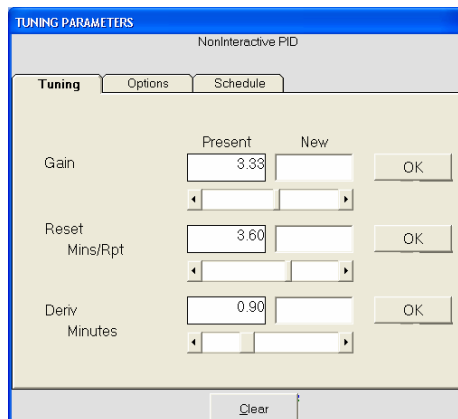 TUNING PARAMETERS
NonInteractive PID
Tuning Options Schedule
Present New
Gain 3.33 OK
Reset 3.60 OK
Mins/Rpt
Deriv 0.90 OK
Minutes
Clear